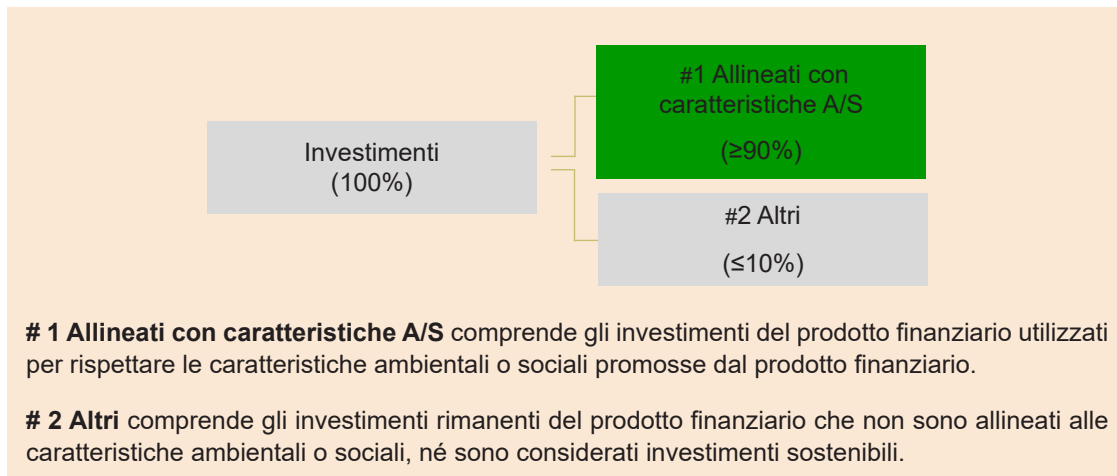 #1 Allineati con
caratteristiche A/S
(≥90%)
Investimenti
(100%)
#2 Altri
(≤10%)
# 1 Allineati con caratteristiche A/S comprende gli investimenti del prodotto finanziario utilizzati
per rispettare le caratteristiche ambientali o sociali promosse dal prodotto finanziario.
# 2 Altri comprende gli investimenti rimanenti del prodotto finanziario che non sono allineati alle
caratteristiche ambientali o sociali, né sono considerati investimenti sostenibili.